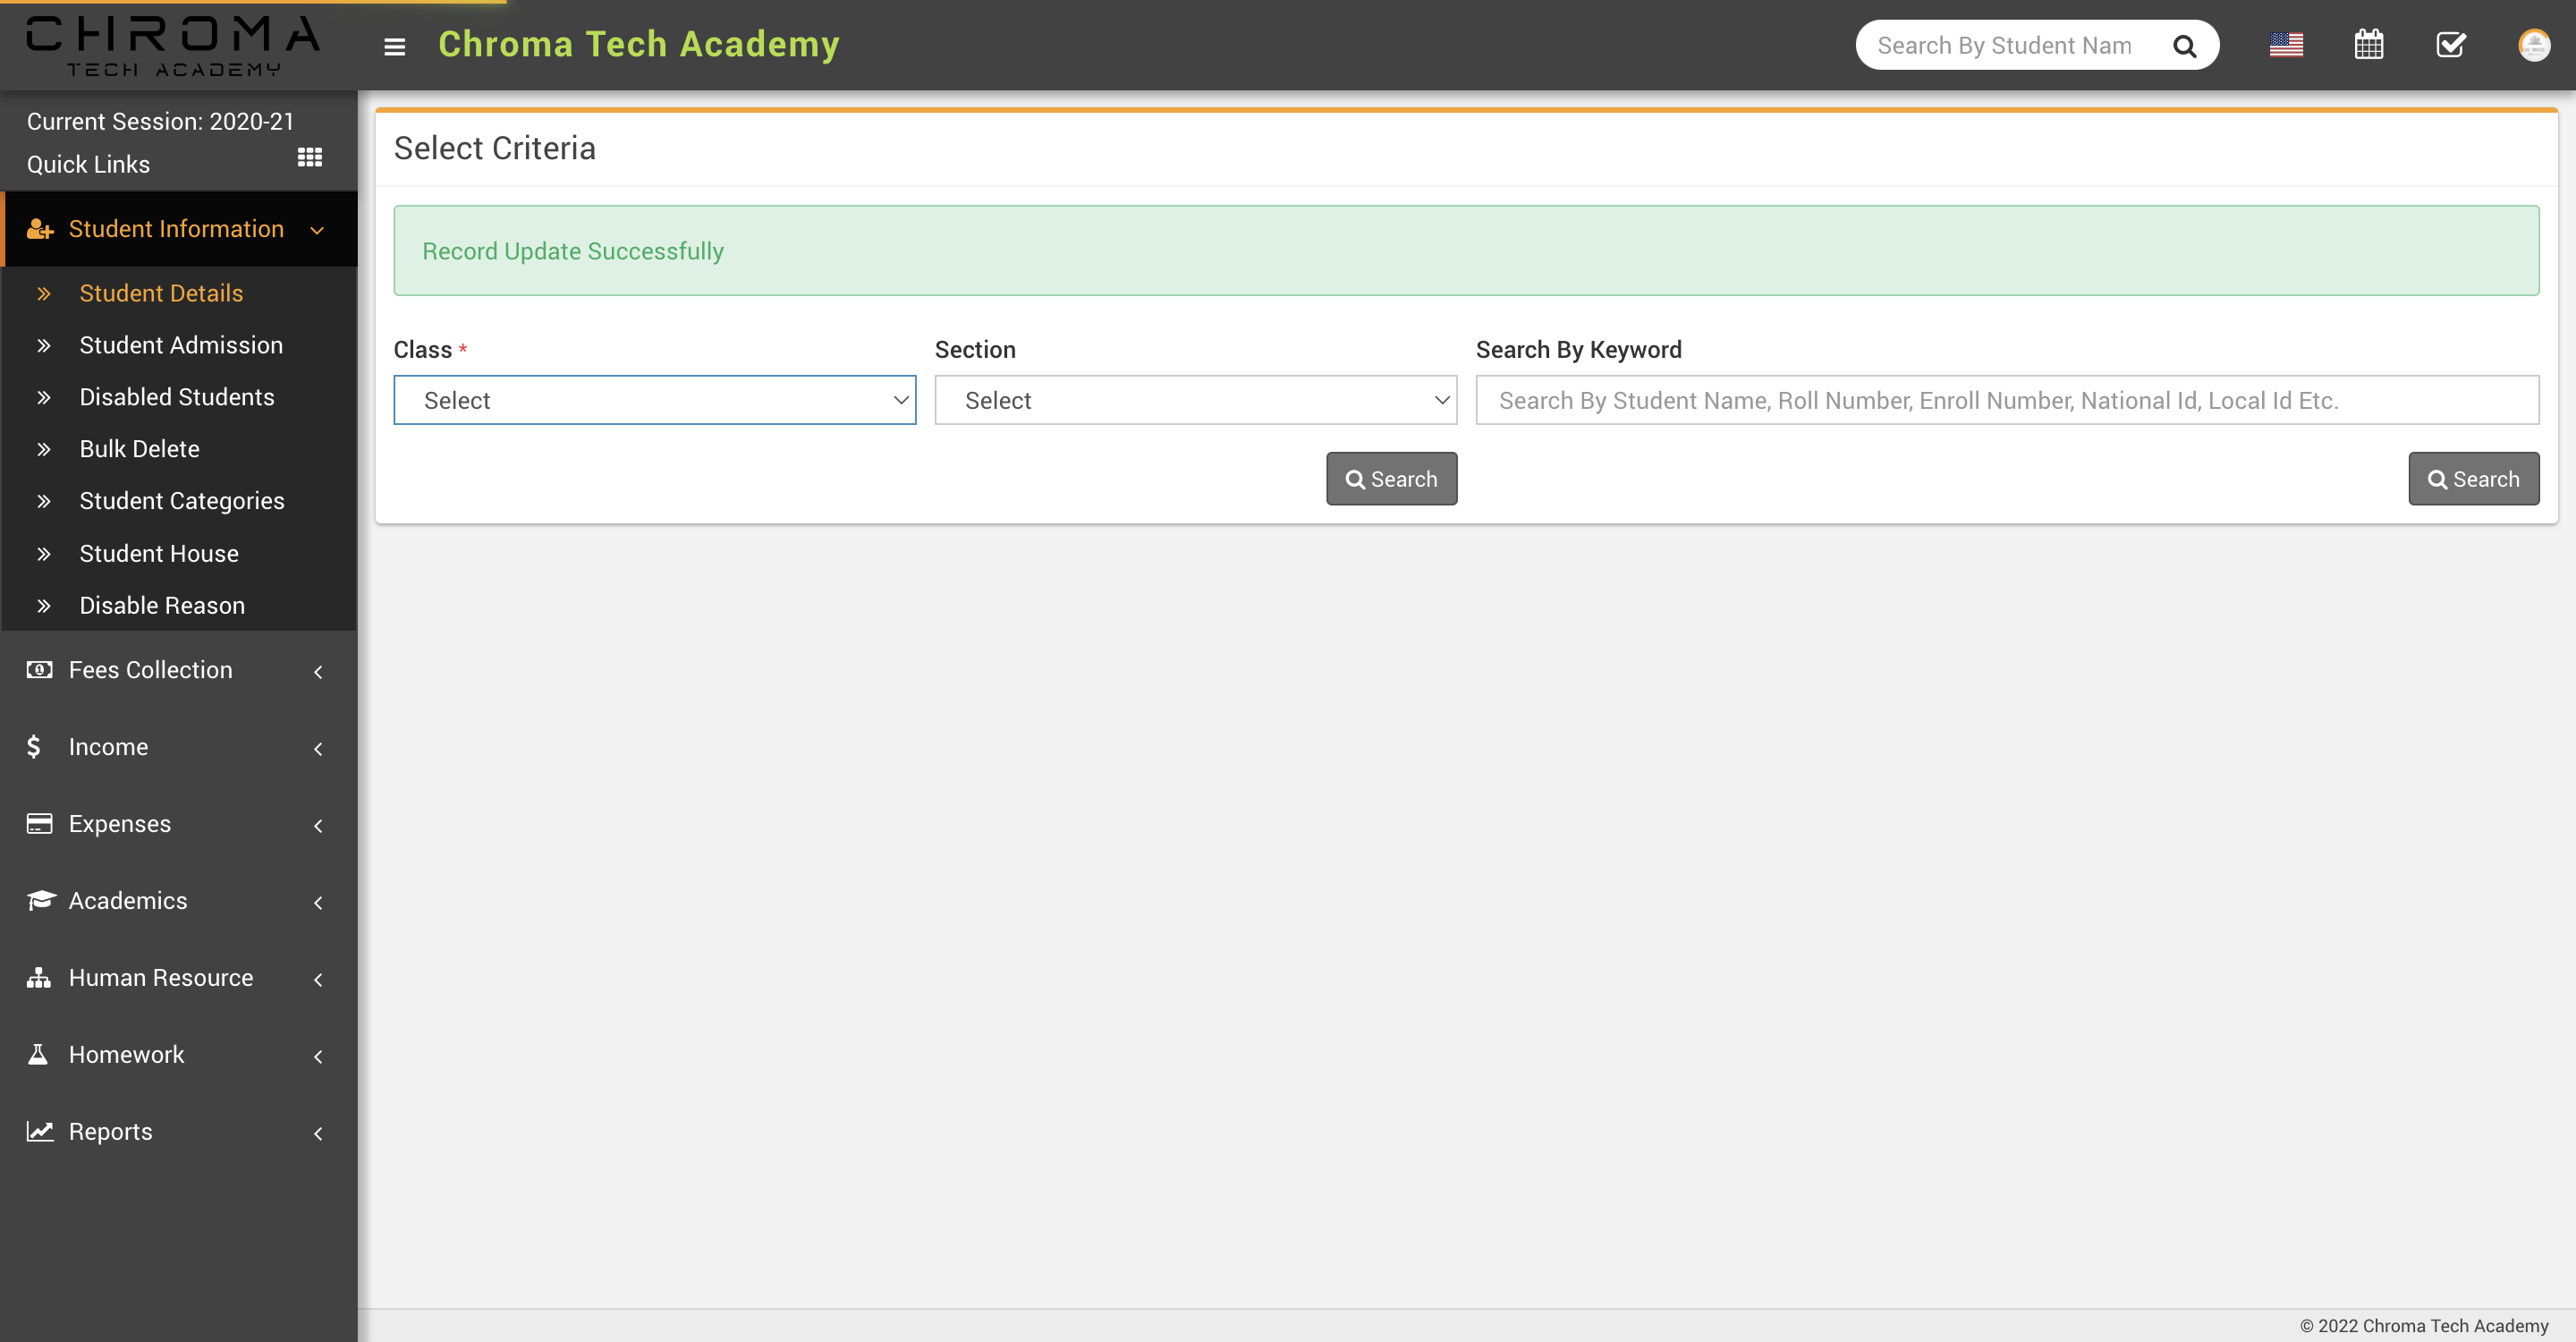 CHROMA
TECH ACADEMY
Chroma Tech Academy
Search By Student Nam
Current Session: 2020-21
Quick Links
Student Information
Student Details
Student Admission
Disabled Students
Bulk Delete
Student Categories
Student House
Disable Reason
Fees Collection
Income
Expenses
Academics
Human Resource
Homework
Reports
Select Criteria
Record Update Successfully
Class *
Section
Search By Keyword
Select
Select
Search By Student Name, Roll Number, Enroll Number, National Id, Local Id Etc.
Search
Search
© 2022 Chroma Tech Academy